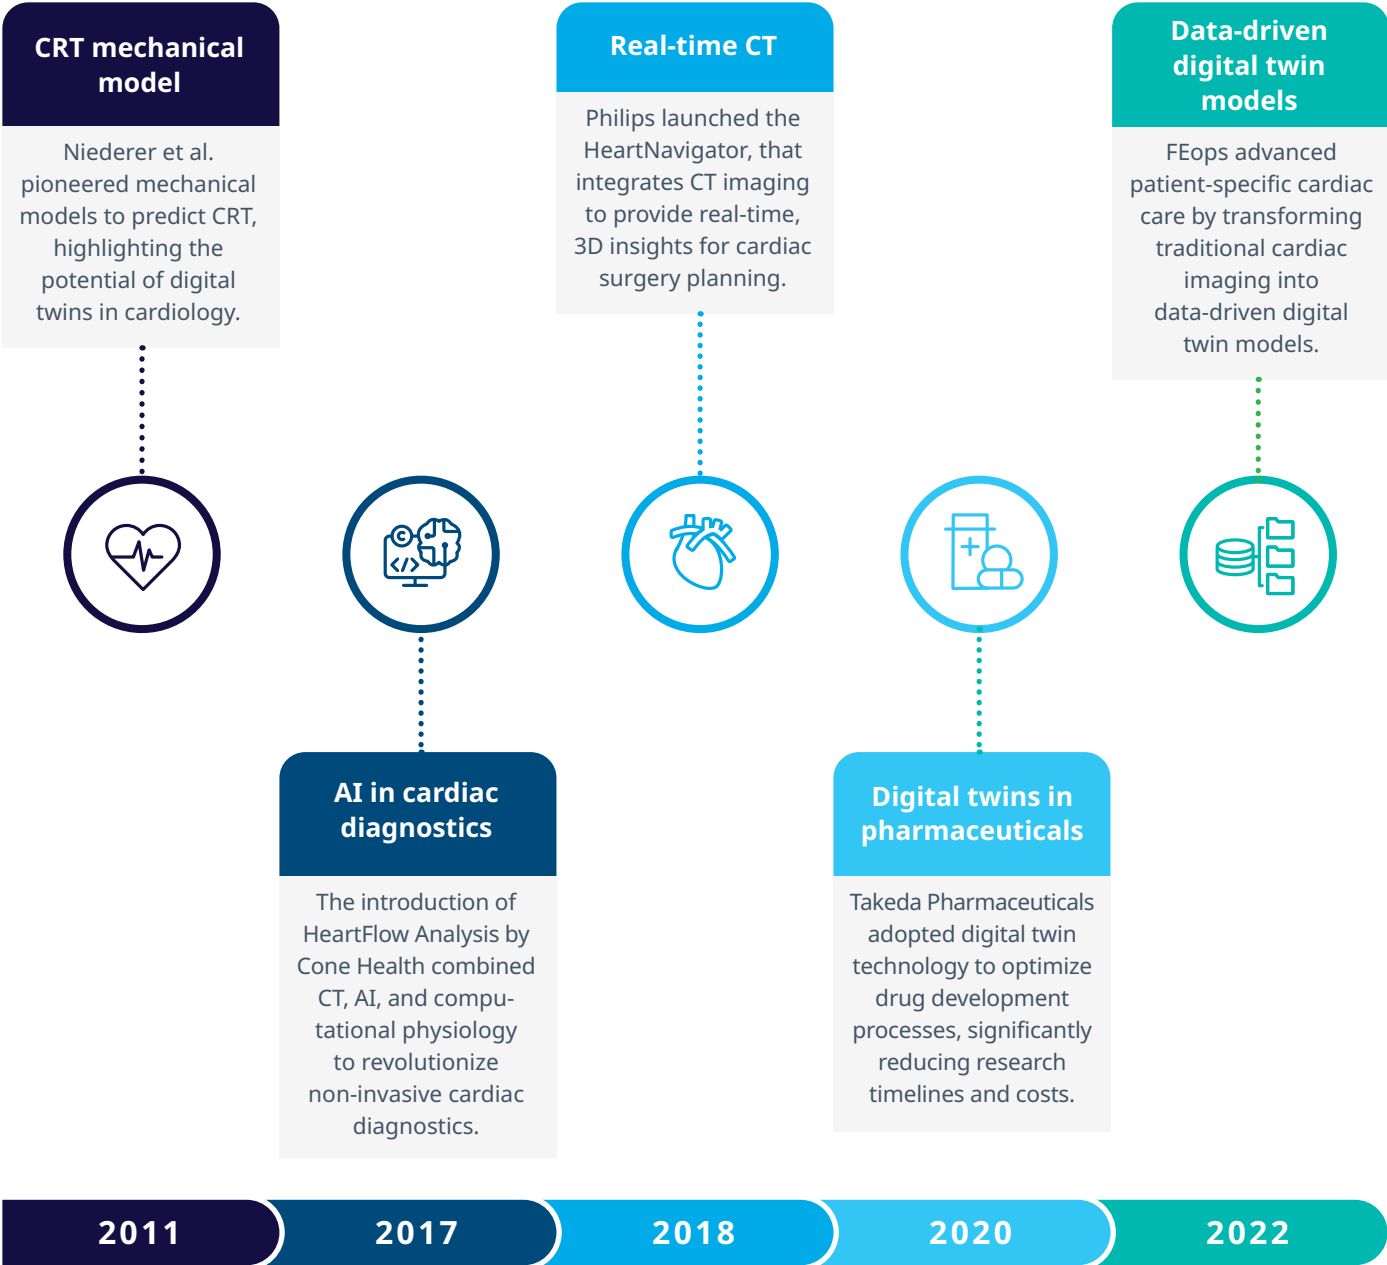 CRT mechanical
model
Niederer et al.
pioneered mechanical
models to predict CRT,
highlighting the
potential of digital
twins in cardiology.
Real-time CT
Philips launched the
HeartNavigator, that
integrates CT imaging
to provide real-time,
3D insights for cardiac
surgery planning.
Data-driven
digital twin
models
FEops advanced
patient-specific cardiac
care by transforming
traditional cardiac
imaging into
data-driven digital
twin models.
C
</>
AI in cardiac
diagnostics
The introduction of
HeartFlow Analysis by
Cone Health combined
CT, AI, and compu-
tational physiology
to revolutionize
non-invasive cardiac
diagnostics.
Digital twins in
pharmaceuticals
Takeda Pharmaceuticals
adopted digital twin
technology to optimize
drug development
processes, significantly
reducing research
timelines and costs.
2011
2017
2018
2020
2022